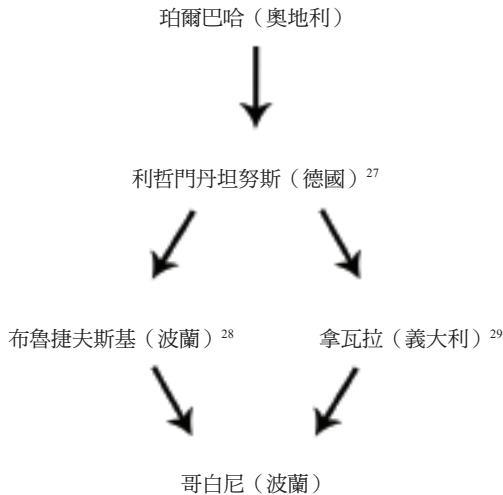 珀爾巴哈（奧地利）
利哲門丹坦努斯（德國）27
布魯捷夫斯基（波蘭）28 拿瓦拉（義大利）29
哥白尼（波蘭）